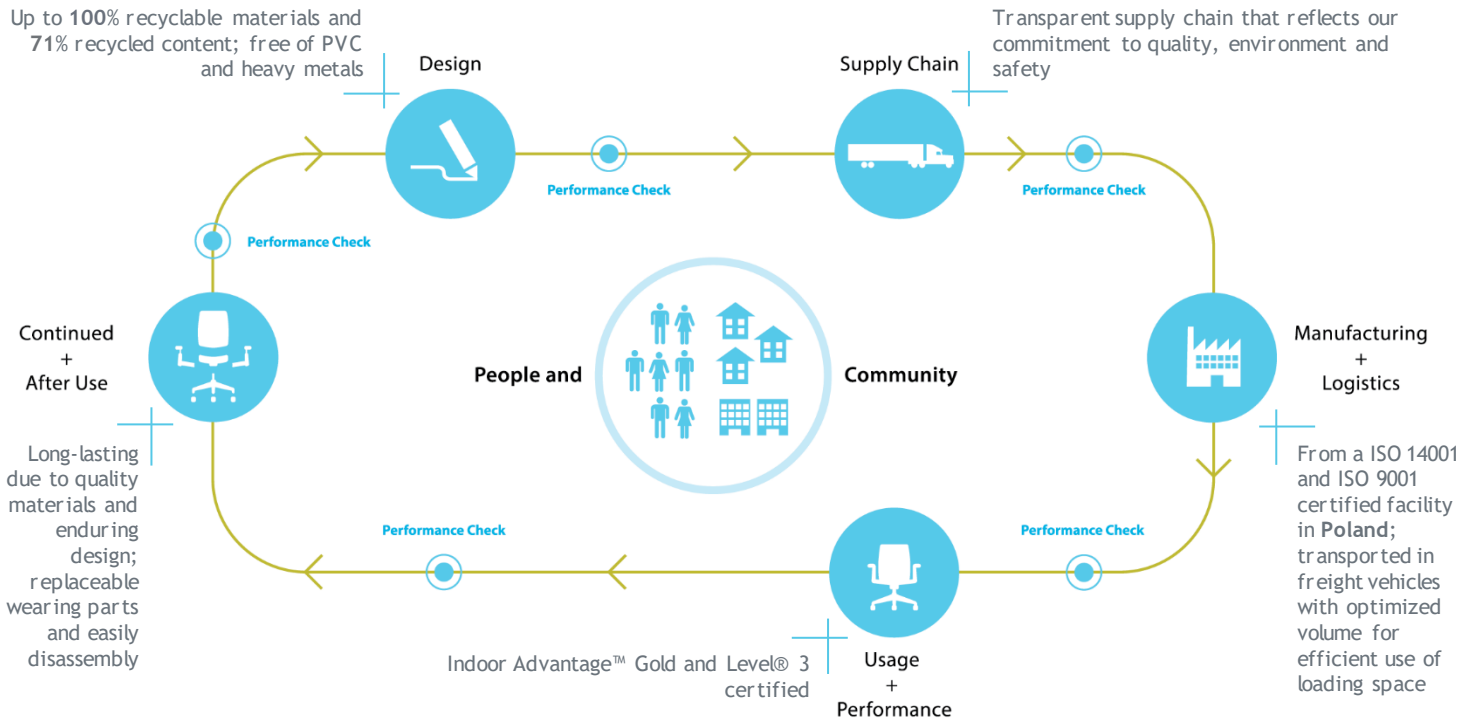 Up to 100% recyclable materials and
71% recycled content; free of PVC
and heavy metals
Design
Supply Chain
Transparent supply chain that reflects our
commitment to quality, environment and
safety
Performance Check
Performance Check
Performance Check
Continued
+
After Use
People and
Community
Manufacturing
+
Logistics
Long-lasting
due to quality
materials and
enduring
design;
replaceable
wearing parts
and easily
disassembly
From a ISO 14001
and ISO 9001
certified facility
in Poland;
transported in
freight vehicles
with optimized
volume for
efficient use of
loading space
Performance Check
Performance Check
Indoor Advantage™ Gold and Level® 3
certified
Usage
+
Performance